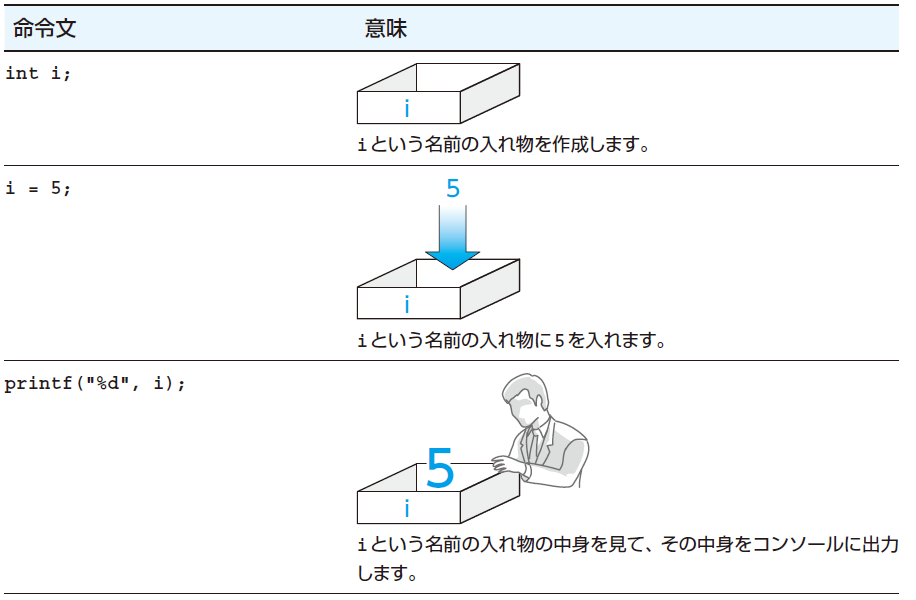 命令文 意味
int i;
i
iという名前の入れ物を作成します。
i = 5;
5
i
iという名前の入れ物に5を入れます。
printf("%d", i);
5
i
iという名前の入れ物の中身を見て、その中身をコンソールに出力
します。